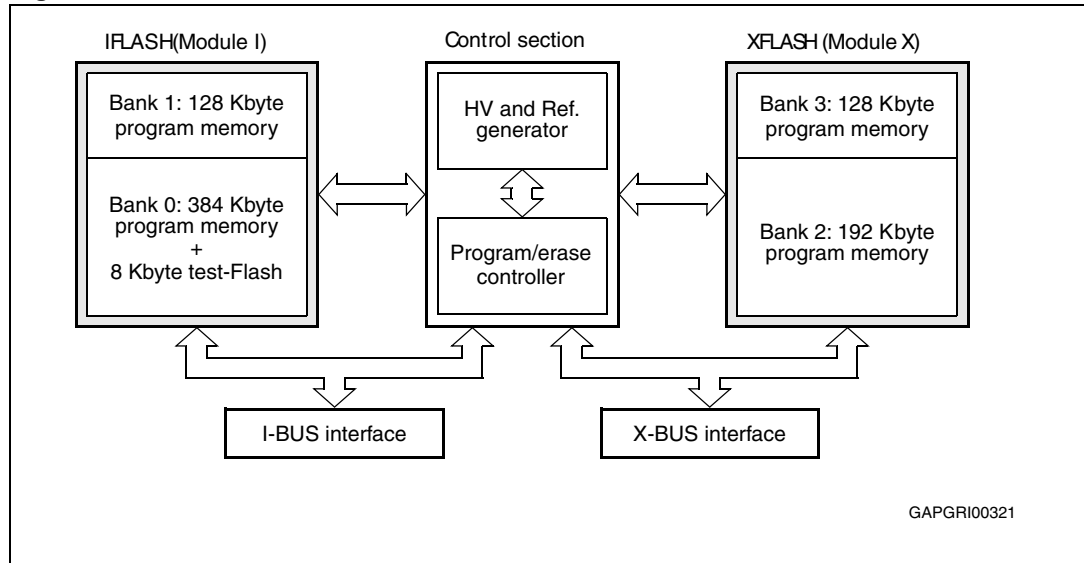 IFLASH(Module I)
Control section
XFLASH (Module X)
Bank 1: 128 Kbyte
program memory
Bank 0: 384 Kbyte
program memory
+
8 Kbyte test-Flash
HV and Ref.
generator
Program/erase
controller
Bank 3: 128 Kbyte
program memory
Bank 2: 192 Kbyte
program memory
I-BUS interface
X-BUS interface
GAPGRI00321